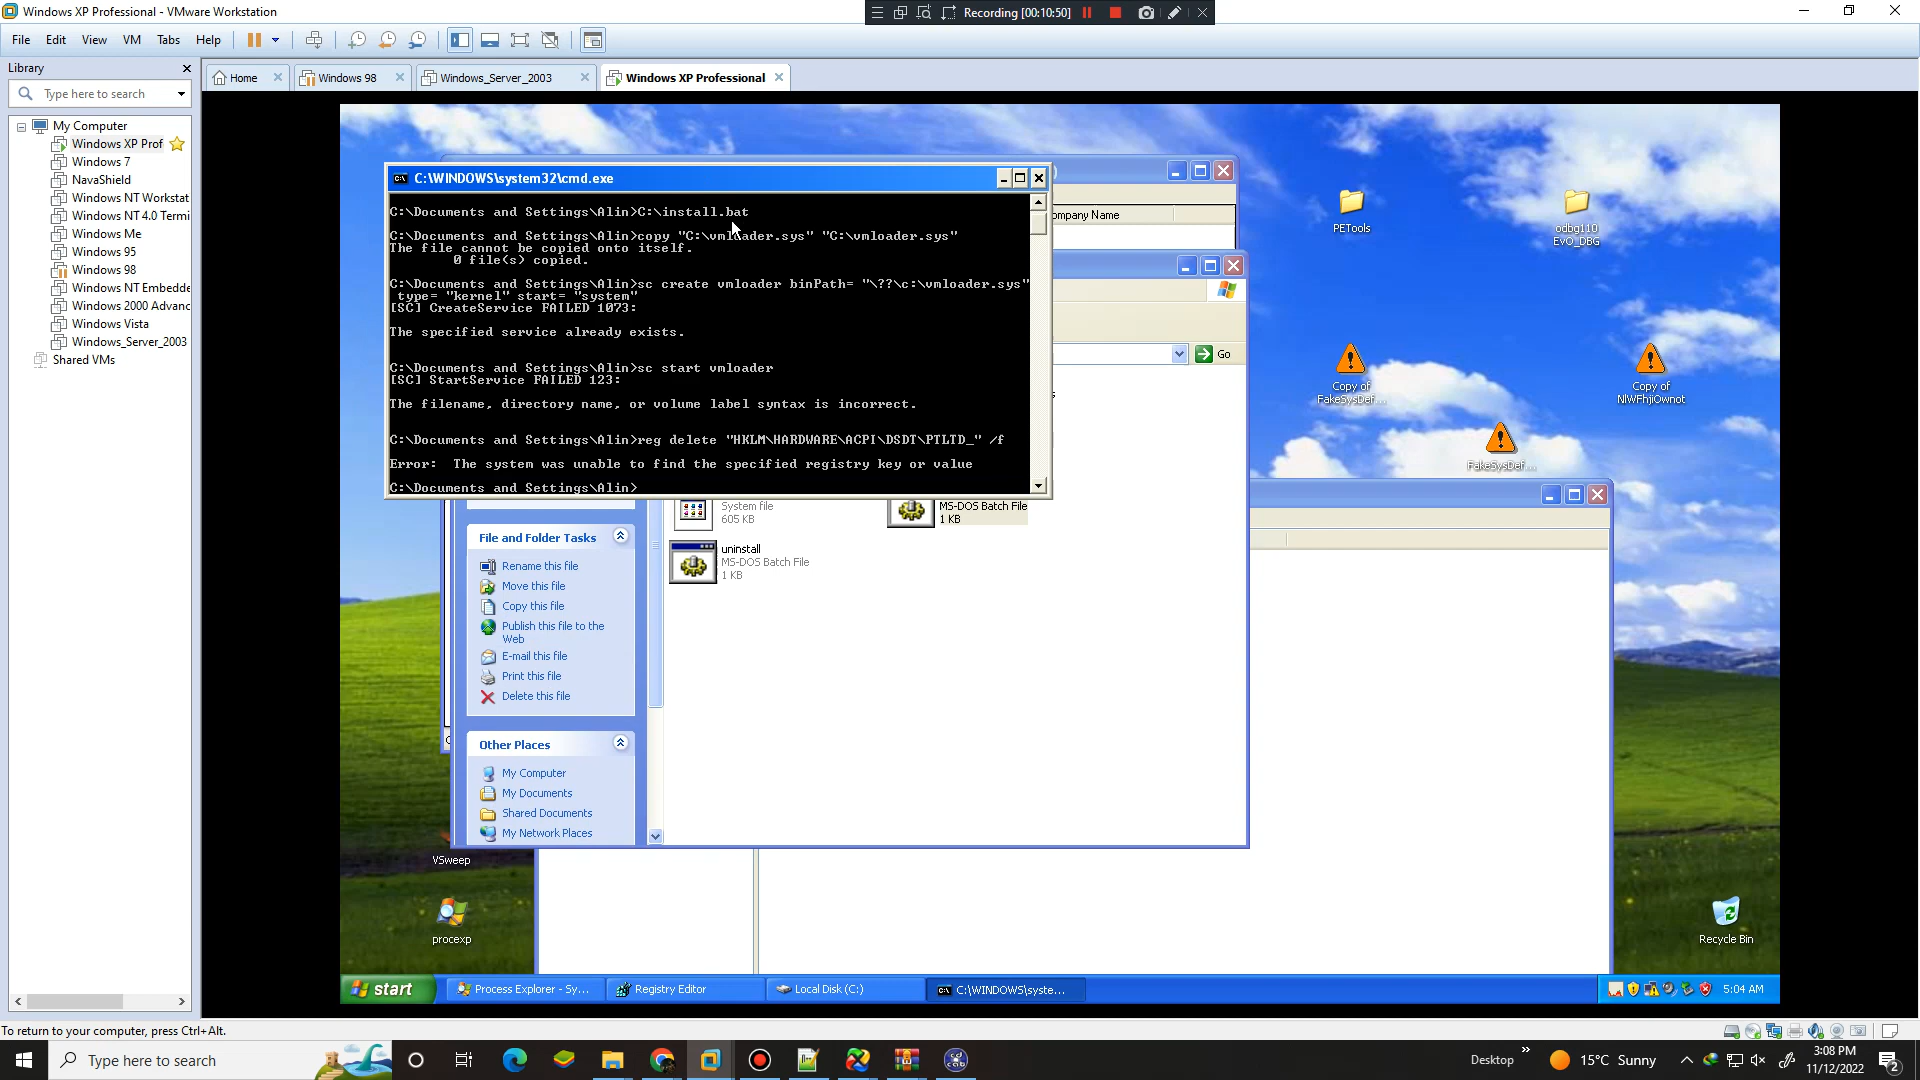 Windows XP Professional - VMware Workstation
Recording [00:10:50]
File Edit View VM Tabs Help
Library
Type here to search
My Computer
Windows XP Prof
Windows 7
NavaShield
Windows NT Workstat
Windows NT 4.0 Termi
Windows Me
Windows 95
Windows 98
Windows NT Embedde
Windows 2000 Advanc
Windows Vista
Windows_Server_2003
Shared VMs
Home
Windows 98
Windows_Server_2003
Windows XP Professional
C:\WINDOWS\system32\cmd.exe
C:\Documents and Settings\Alin>C:\install.bat
C:\Documents and Settings\Alin>copy "C:\vmloader.sys" "C:\vmloader.sys"
The file cannot be copied onto itself.
0 file(s) copied.
C:\Documents and Settings\Alin>sc create vmloader binPath= "\??\c:\vmloader.sys"
type= "kernel" start= "system"
[SC] CreateService FAILED 1073:
The specified service already exists.
C:\Documents and Settings\Alin>sc start vmloader
[SC] StartService FAILED 123:
The filename, directory name, or volume label syntax is incorrect.
C:\Documents and Settings\Alin>reg delete "HKLM\HARDWARE\ACPI\DSDT\PTLTD_" /f
Error: The system was unable to find the specified registry key or value
C:\Documents and Settings\Alin>
ompany Name
Go
System file
605 KB
MS-DOS Batch File
1 KB
uninstall
MS-DOS Batch File
1 KB
File and Folder Tasks
Rename this file
Move this file
Copy this file
Publish this file to the
Web
E-mail this file
Print this file
Delete this file
Other Places
My Computer
My Documents
Shared Documents
My Network Places
PETools
odbg110
EVO_DBG
Copy of
FakeSysDef...
Copy of
NIWFhjiOwnot
FakeSysDef...
VSweep
procexp
Recycle Bin
start
Process Explorer - Sy...
Registry Editor
Local Disk (C:)
C:\WINDOWS\syste...
5:04 AM
To return to your computer, press Ctrl+Alt.
Type here to search
Desktop
15°C Sunny
3:08 PM
11/12/2022
2